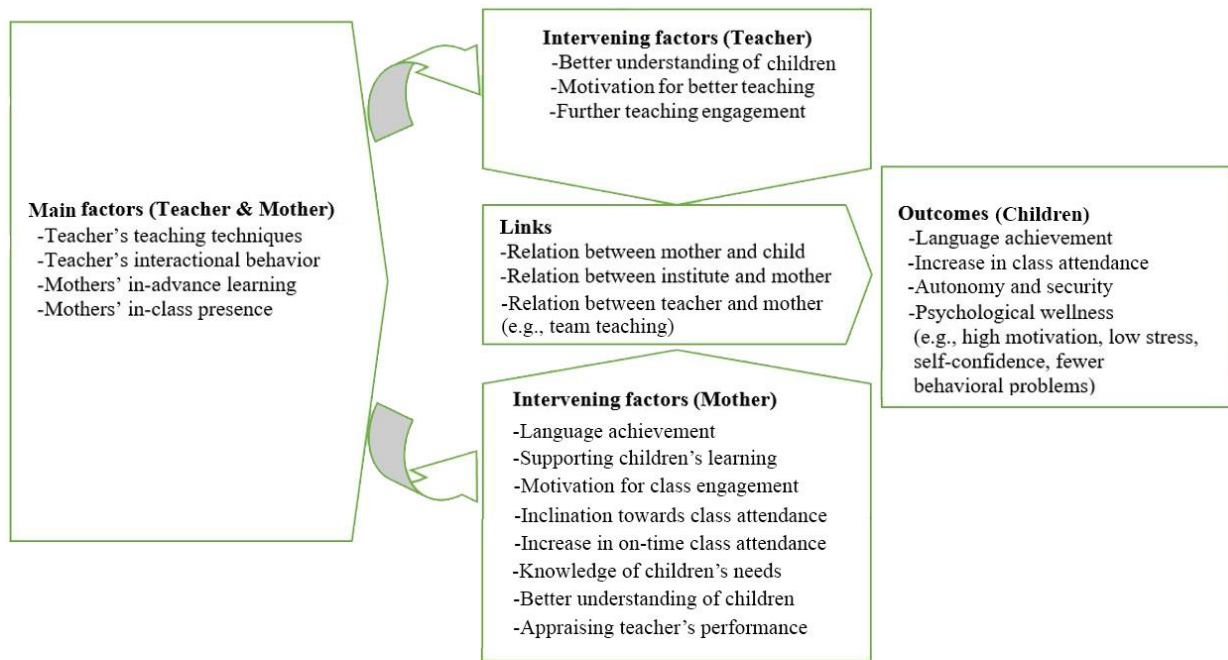 Main factors (Teacher & Mother)
-Teacher’s teaching techniques
-Teacher’s interactional behavior
-Mothers’ in-advance learning
-Mothers’ in-class presence
Intervening factors (Teacher)
-Better understanding of children
-Motivation for better teaching
-Further teaching engagement
Links
-Relation between mother and child
-Relation between institute and mother
-Relation between teacher and mother
(e.g., team teaching)
Intervening factors (Mother)
-Language achievement
-Supporting children’s learning
-Motivation for class engagement
-Inclination towards class attendance
-Increase in on-time class attendance
-Knowledge of children’s needs
-Better understanding of children
-Appraising teacher’s performance
Outcomes (Children)
-Language achievement
-Increase in class attendance
-Autonomy and security
-Psychological wellness
(e.g., high motivation, low stress,
self-confidence, fewer
behavioral problems)